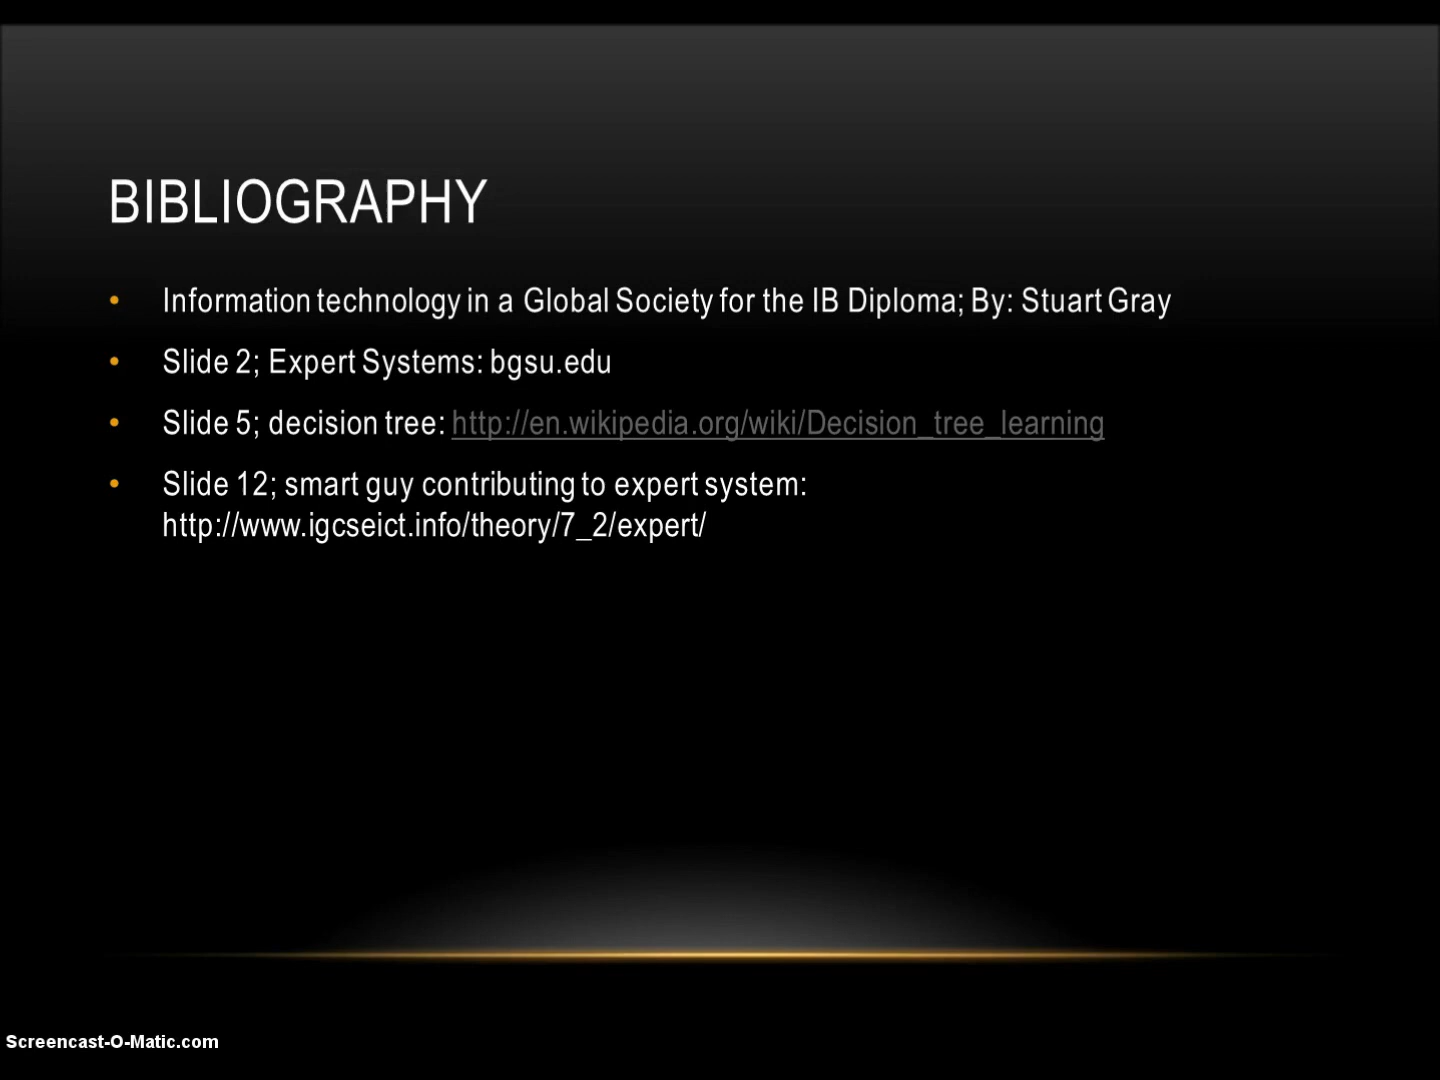 BIBLIOGRAPHY
• Information technology in a Global Society for the IB Diploma; By: Stuart Gray
• Slide 2; Expert Systems: bgsu.edu
• Slide 5; decision tree: http://en.wikipedia.org/wiki/Decision_tree_learning
• Slide 12; smart guy contributing to expert system:
http://www.igcseict.info/theory/7_2/expert/
Screencast-O-Matic.com